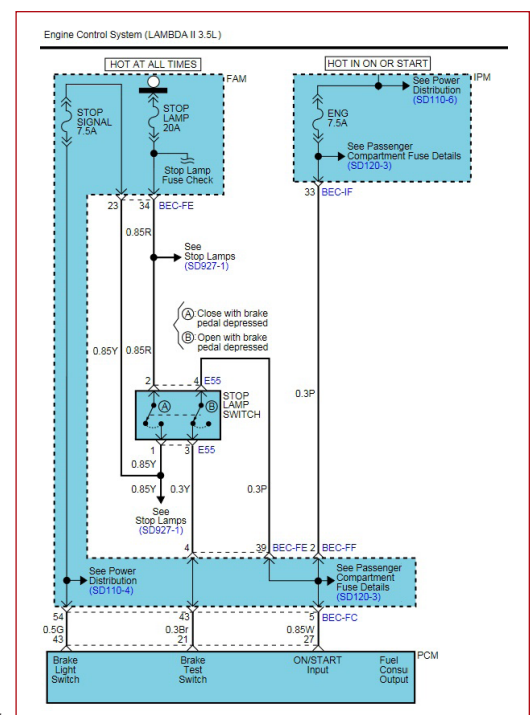 Engine Control System (LAMBDA II 3.5L)
HOT AT ALL TIMES
HOT IN ON OR START
FAM
IPM
See Power
Distribution
(SD110-6)
STOP
SIGNAL
7.5A
STOP
LAMP
20A
ENG
7.5A
See Passenger
Compartment Fuse Details
(SD120-3)
Stop Lamp
Fuse Check
33 BEC-IF
23
34 BEC-FE
0.85R
See
Stop Lamps
(SD927-1)
A:Close with brake
pedal depressed
B:Open with brake
pedal depressed
0.85Y
0.85R
2
4 E55
0.3P
STOP
LAMP
SWITCH
A
B
1
3 E55
0.85Y
0.85Y
0.3Y
0.3P
See
Stop Lamps
(SD927-1)
4
39 BEC-FE
2 BEC-FF
See Power
Distribution
(SD110-4)
See Passenger
Compartment
Fuse Details
(SD120-3)
54
43
5 BEC-FC
0.5G
0.3Br
0.85W
43
21
27
PCM
Brake
Light
Switch
Brake
Test
Switch
ON/START
Input
Fuel
Consu
Output